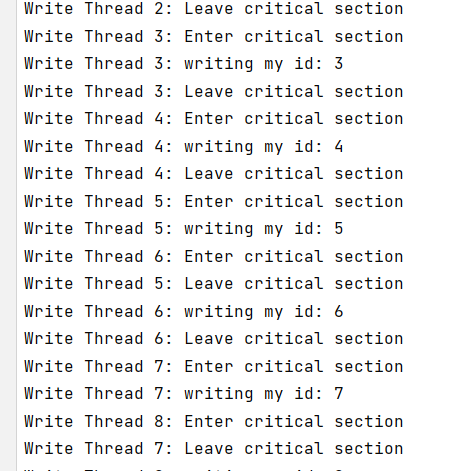 Write Thread 2: Leave critical section
Write Thread 3: Enter critical section
Write Thread 3: writing my id: 3
Write Thread 3: Leave critical section
Write Thread 4: Enter critical section
Write Thread 4: writing my id: 4
Write Thread 4: Leave critical section
Write Thread 5: Enter critical section
Write Thread 5: writing my id: 5
Write Thread 6: Enter critical section
Write Thread 5: Leave critical section
Write Thread 6: writing my id: 6
Write Thread 6: Leave critical section
Write Thread 7: Enter critical section
Write Thread 7: writing my id: 7
Write Thread 8: Enter critical section
Write Thread 7: Leave critical section